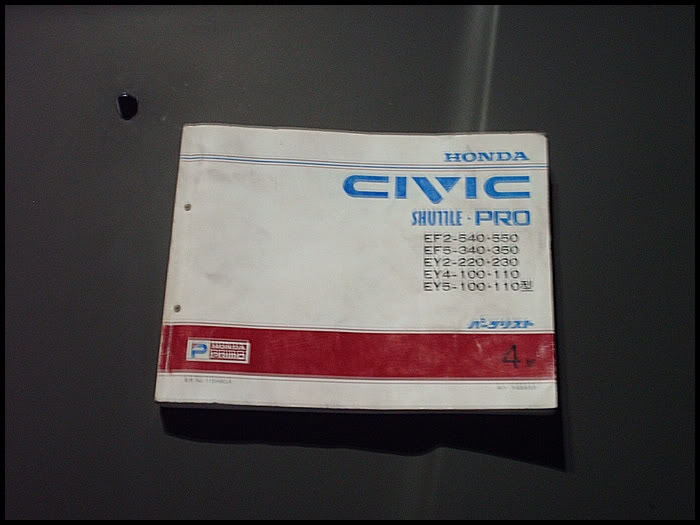 HONDA
CIVIC
SHUTTLE・PRO
EF2-540・550
EF5-340・350
EY2-220・230
EY4-100・110
EY5-100・110型
パーツリスト
P HONDA PRIMO
4版